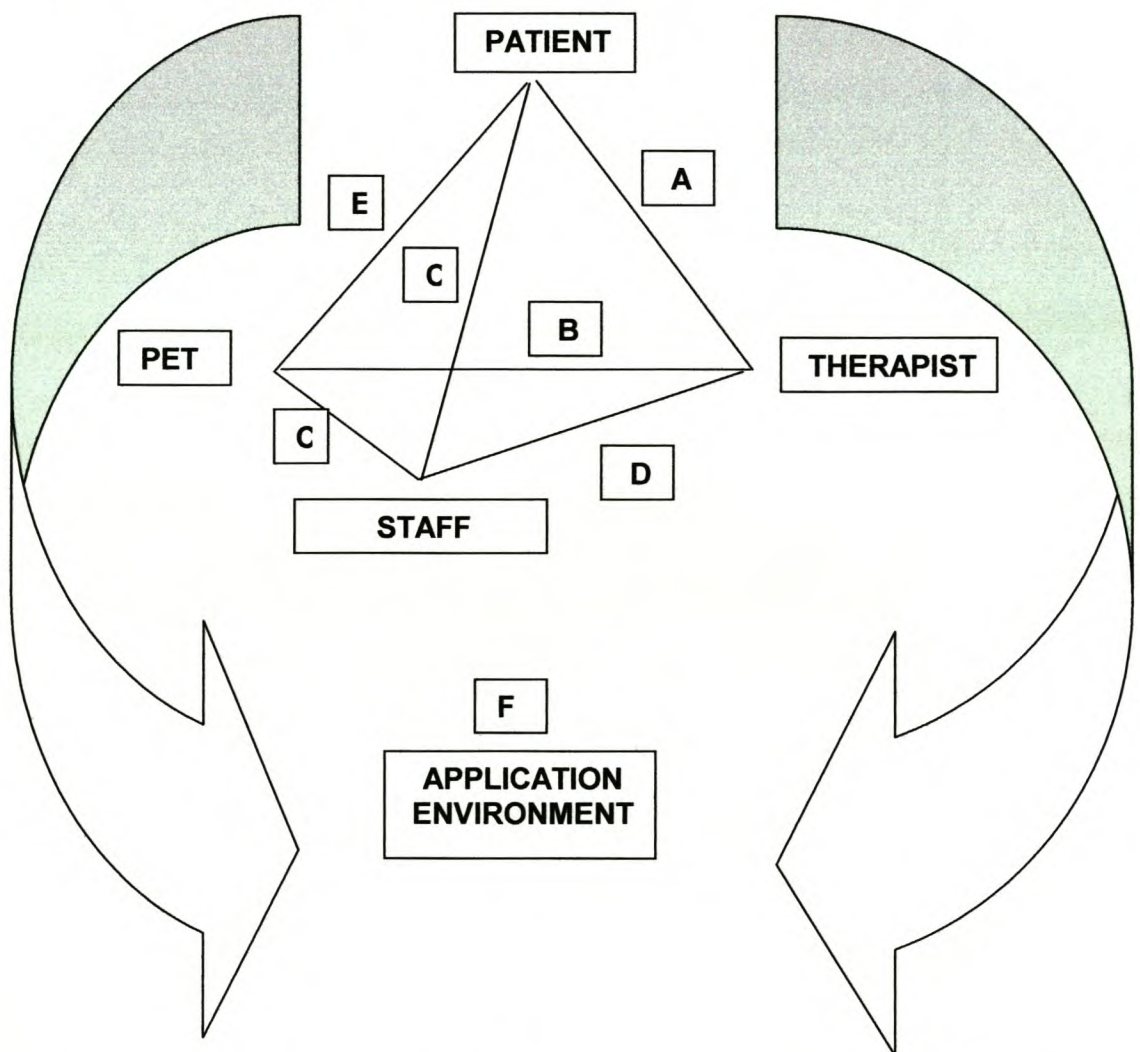 PATIENT
A
E
C
B
PET
THERAPIST
C
D
STAFF
F
APPLICATION
ENVIRONMENT